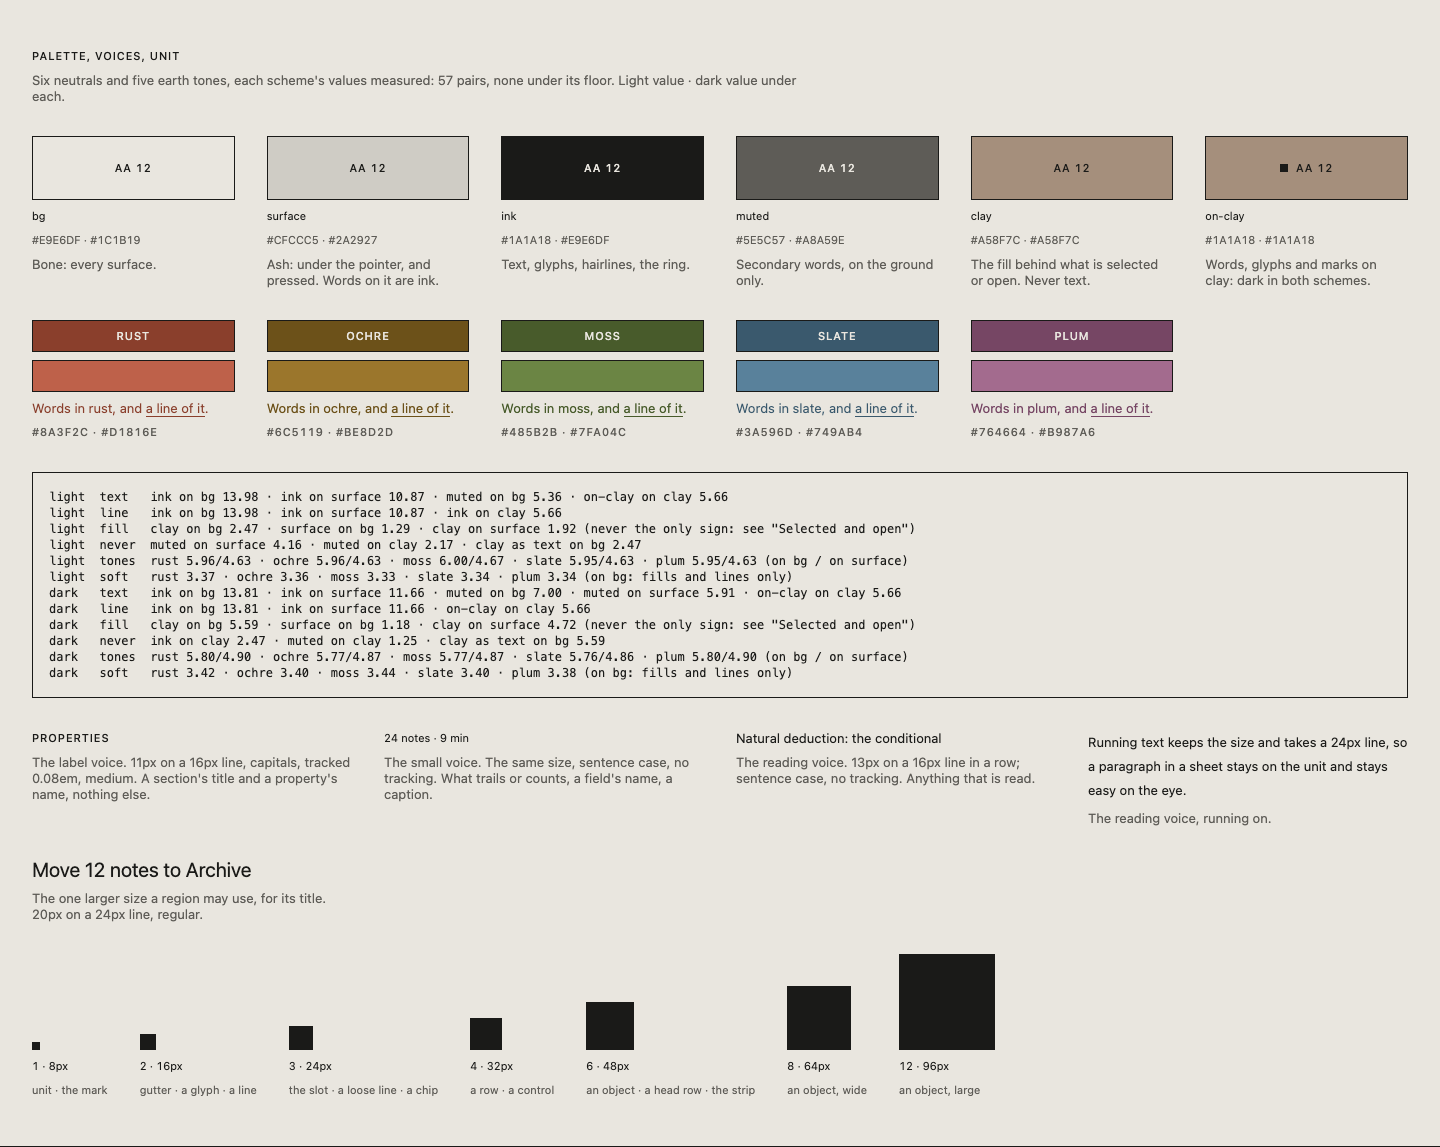 PALETTE, VOICES, UNIT
Six neutrals and five earth tones, each scheme's values measured: 57 pairs, none under its floor. Light value · dark value under
each.
AA 12
AA 12
AA 12
AA 12
AA 12
AA 12
bg
surface
ink
muted
clay
on-clay
#E9E6DF · #1C1B19
#CFCCC5 · #2A2927
#1A1A18 · #E9E6DF
#5E5C57 · #A8A59E
#A58F7C · #A58F7C
#1A1A18 · #1A1A18
Bone: every surface.
Ash: under the pointer, and
pressed. Words on it are ink.
Text, glyphs, hairlines, the ring.
Secondary words, on the ground
only.
The fill behind what is selected
or open. Never text.
Words, glyphs and marks on
clay: dark in both schemes.
RUST
OCHRE
MOSS
SLATE
PLUM
Words in rust, and a line of it.
Words in ochre, and a line of it.
Words in moss, and a line of it.
Words in slate, and a line of it.
Words in plum, and a line of it.
#8A3F2C · #D1816E
#6C5119 · #BE8D2D
#485B2B · #7FA04C
#3A596D · #749AB4
#764664 · #B987A6
light text ink on bg 13.98 · ink on surface 10.87 · muted on bg 5.36 · on-clay on clay 5.66
light line ink on bg 13.98 · ink on surface 10.87 · ink on clay 5.66
light fill clay on bg 2.47 · surface on bg 1.29 · clay on surface 1.92 (never the only sign: see "Selected and open")
light never muted on surface 4.16 · muted on clay 2.17 · clay as text on bg 2.47
light tones rust 5.96/4.63 · ochre 5.96/4.63 · moss 6.00/4.67 · slate 5.95/4.63 · plum 5.95/4.63 (on bg / on surface)
light soft rust 3.37 · ochre 3.36 · moss 3.33 · slate 3.34 · plum 3.34 (on bg: fills and lines only)
dark text ink on bg 13.81 · ink on surface 11.66 · muted on bg 7.00 · muted on surface 5.91 · on-clay on clay 5.66
dark line ink on bg 13.81 · ink on surface 11.66 · on-clay on clay 5.66
dark fill clay on bg 5.59 · surface on bg 1.18 · clay on surface 4.72 (never the only sign: see "Selected and open")
dark never ink on clay 2.47 · muted on clay 1.25 · clay as text on bg 5.59
dark tones rust 5.80/4.90 · ochre 5.77/4.87 · moss 5.77/4.87 · slate 5.76/4.86 · plum 5.80/4.90 (on bg / on surface)
dark soft rust 3.42 · ochre 3.40 · moss 3.44 · slate 3.40 · plum 3.38 (on bg: fills and lines only)
PROPERTIES
The label voice. 11px on a 16px line, capitals, tracked
0.08em, medium. A section's title and a property's
name, nothing else.
24 notes · 9 min
The small voice. The same size, sentence case, no
tracking. What trails or counts, a field's name, a
caption.
Natural deduction: the conditional
The reading voice. 13px on a 16px line in a row;
sentence case, no tracking. Anything that is read.
Running text keeps the size and takes a 24px line, so
a paragraph in a sheet stays on the unit and stays
easy on the eye.
The reading voice, running on.
Move 12 notes to Archive
The one larger size a region may use, for its title.
20px on a 24px line, regular.
1 · 8px
2 · 16px
3 · 24px
4 · 32px
6 · 48px
8 · 64px
12 · 96px
unit · the mark
gutter · a glyph · a line
the slot · a loose line · a chip
a row · a control
an object · a head row · the strip
an object, wide
an object, large